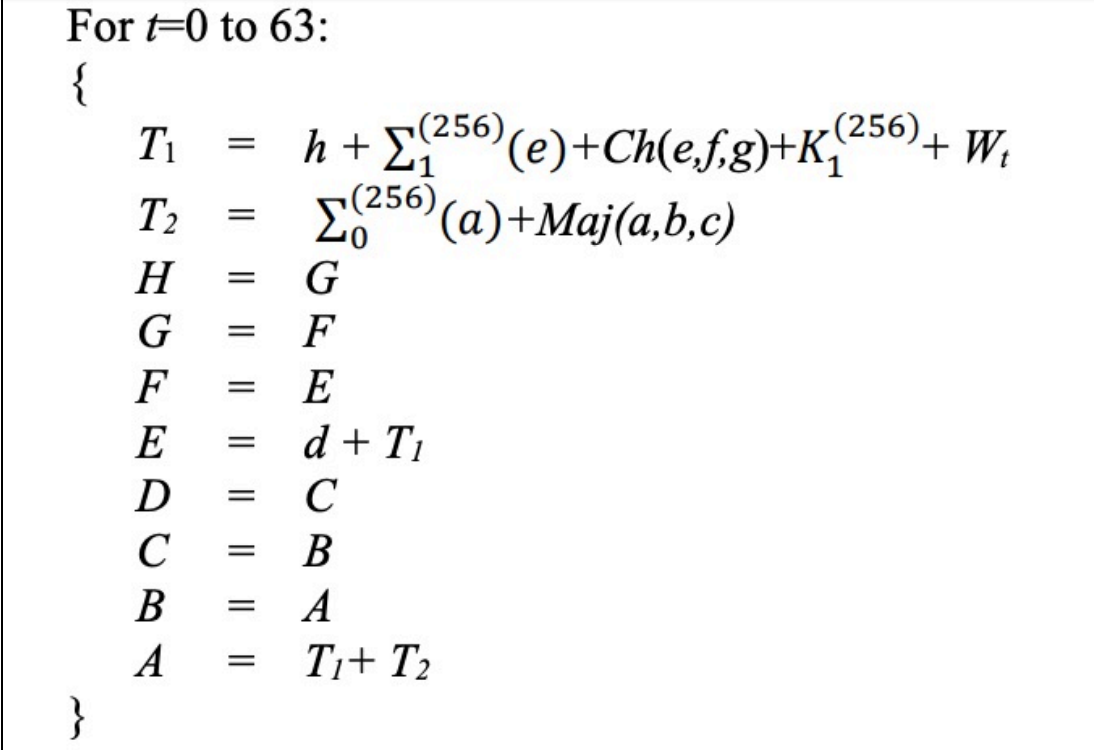 For t=0 to 63:
{
T₁ = h + ∑₁⁽²⁵⁶⁾(e)+Ch(e,f,g)+K₁⁽²⁵⁶⁾+ Wₜ
T₂ = ∑₀⁽²⁵⁶⁾(a)+Maj(a,b,c)
H = G
G = F
F = E
E = d + T₁
D = C
C = B
B = A
A = T₁+ T₂
}